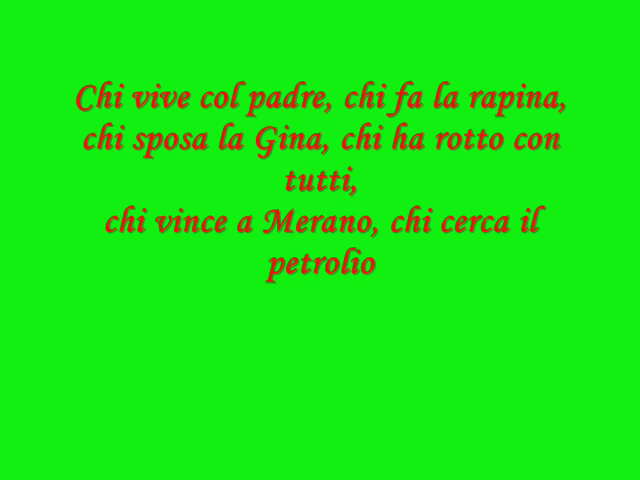 Chi vive col padre, chi fa la rapina,
chi sposa la Gina, chi ha rotto con
tutti,
chi vince a Merano, chi cerca il
petrolio